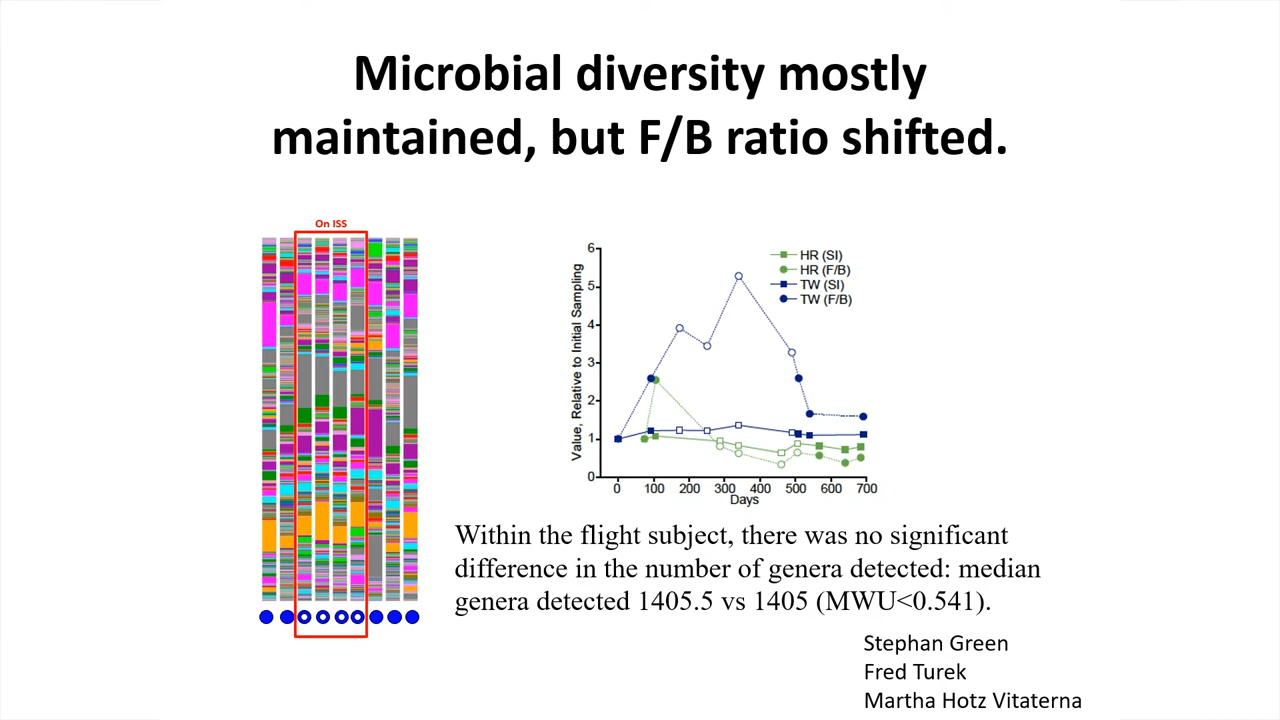 Microbial diversity mostly
maintained, but F/B ratio shifted.
On ISS
Value, Relative to Initial Sampling
6
5
4
3
2
1
0
HR (SI)
HR (F/B)
TW (SI)
TW (F/B)
0 100 200 300 400 500 600 700
Days
Within the flight subject, there was no significant
difference in the number of genera detected: median
genera detected 1405.5 vs 1405 (MWU<0.541).
Stephan Green
Fred Turek
Martha Hotz Vitaterna